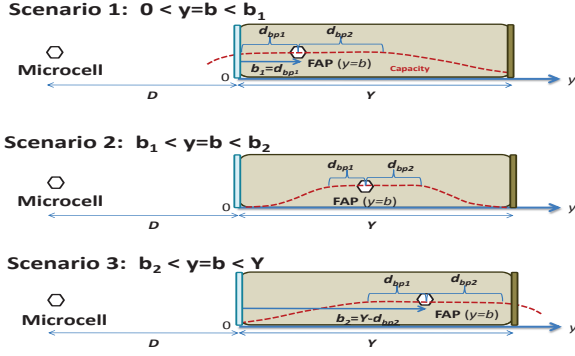 Scenario 1: 0 < y=b < b1
dbp1 dbp2
Microcell
b1=dbp1 FAP (y=b) Capacity
0 y
D Y
Scenario 2: b1 < y=b < b2
dbp1 dbp2
Microcell
FAP (y=b)
0 y
D Y
Scenario 3: b2 < y=b < Y
dbp1 dbp2
Microcell
FAP (y=b)
b2=Y-dbp2
0 y
D Y